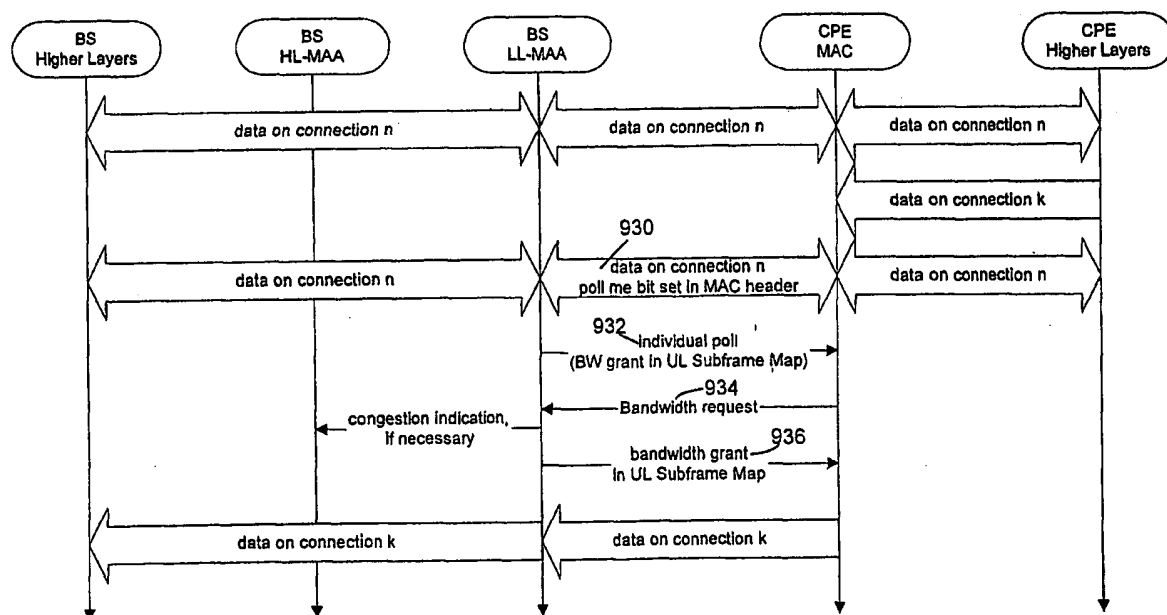 BS
Higher Layers
BS
HL-MAA
BS
LL-MAA
CPE
MAC
CPE
Higher Layers
data on connection n
data on connection n
data on connection n
data on connection k
930
data on connection n
data on connection n
poll me bit set in MAC header
data on connection n
932
Individual poll
(BW grant in UL Subframe Map)
934
Bandwidth request
congestion indication,
if necessary
936
bandwidth grant
in UL Subframe Map
data on connection k
data on connection k